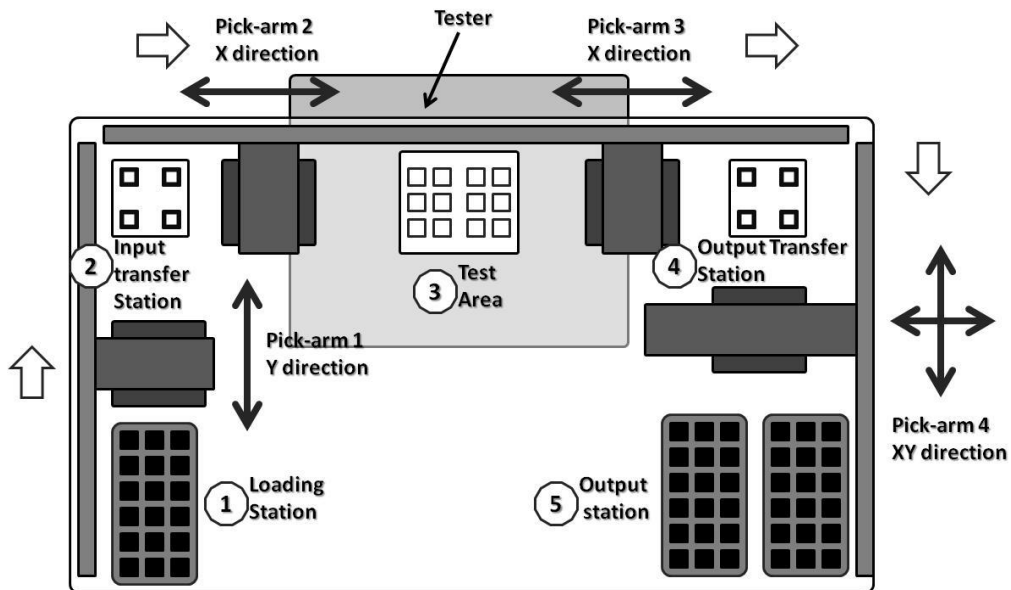 Pick-arm 2
X direction
Tester
Pick-arm 3
X direction
2
Input
transfer
Station
3
Test
Area
4
Output Transfer
Station
Pick-arm 1
Y direction
Pick-arm 4
XY direction
1
Loading
Station
5
Output
station